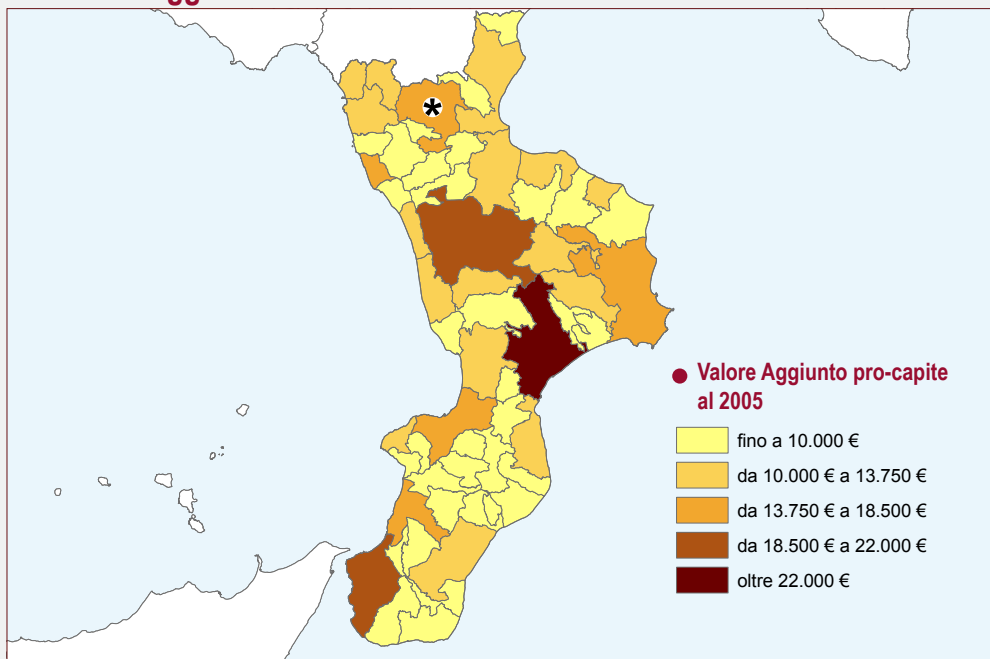 Valore Aggiunto pro-capite
al 2005
fino a 10.000 €
da 10.000 € a 13.750 €
da 13.750 € a 18.500 €
da 18.500 € a 22.000 €
oltre 22.000 €